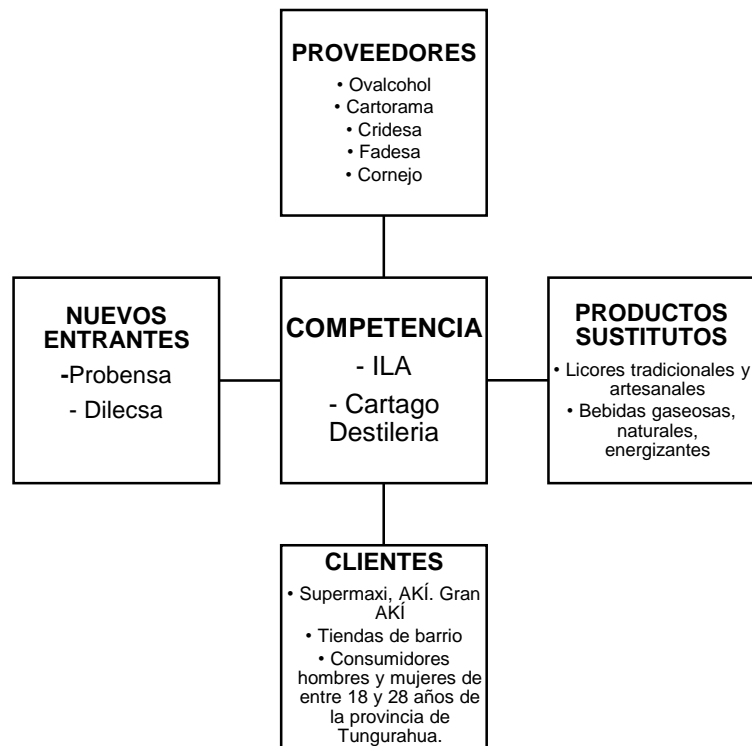 PROVEEDORES
• Ovalcohol
• Cartorama
• Cridesa
• Fadesa
• Cornejo
NUEVOS
ENTRANTES
-Probensa
- Dilecsa
COMPETENCIA
- ILA
- Cartago
Destileria
PRODUCTOS
SUSTITUTOS
• Licores tradicionales y
artesanales
• Bebidas gaseosas,
naturales,
energizantes
CLIENTES
• Supermaxi, AKÍ. Gran
AKÍ
• Tiendas de barrio
• Consumidores
hombres y mujeres de
entre 18 y 28 años de
la provincia de
Tungurahua.